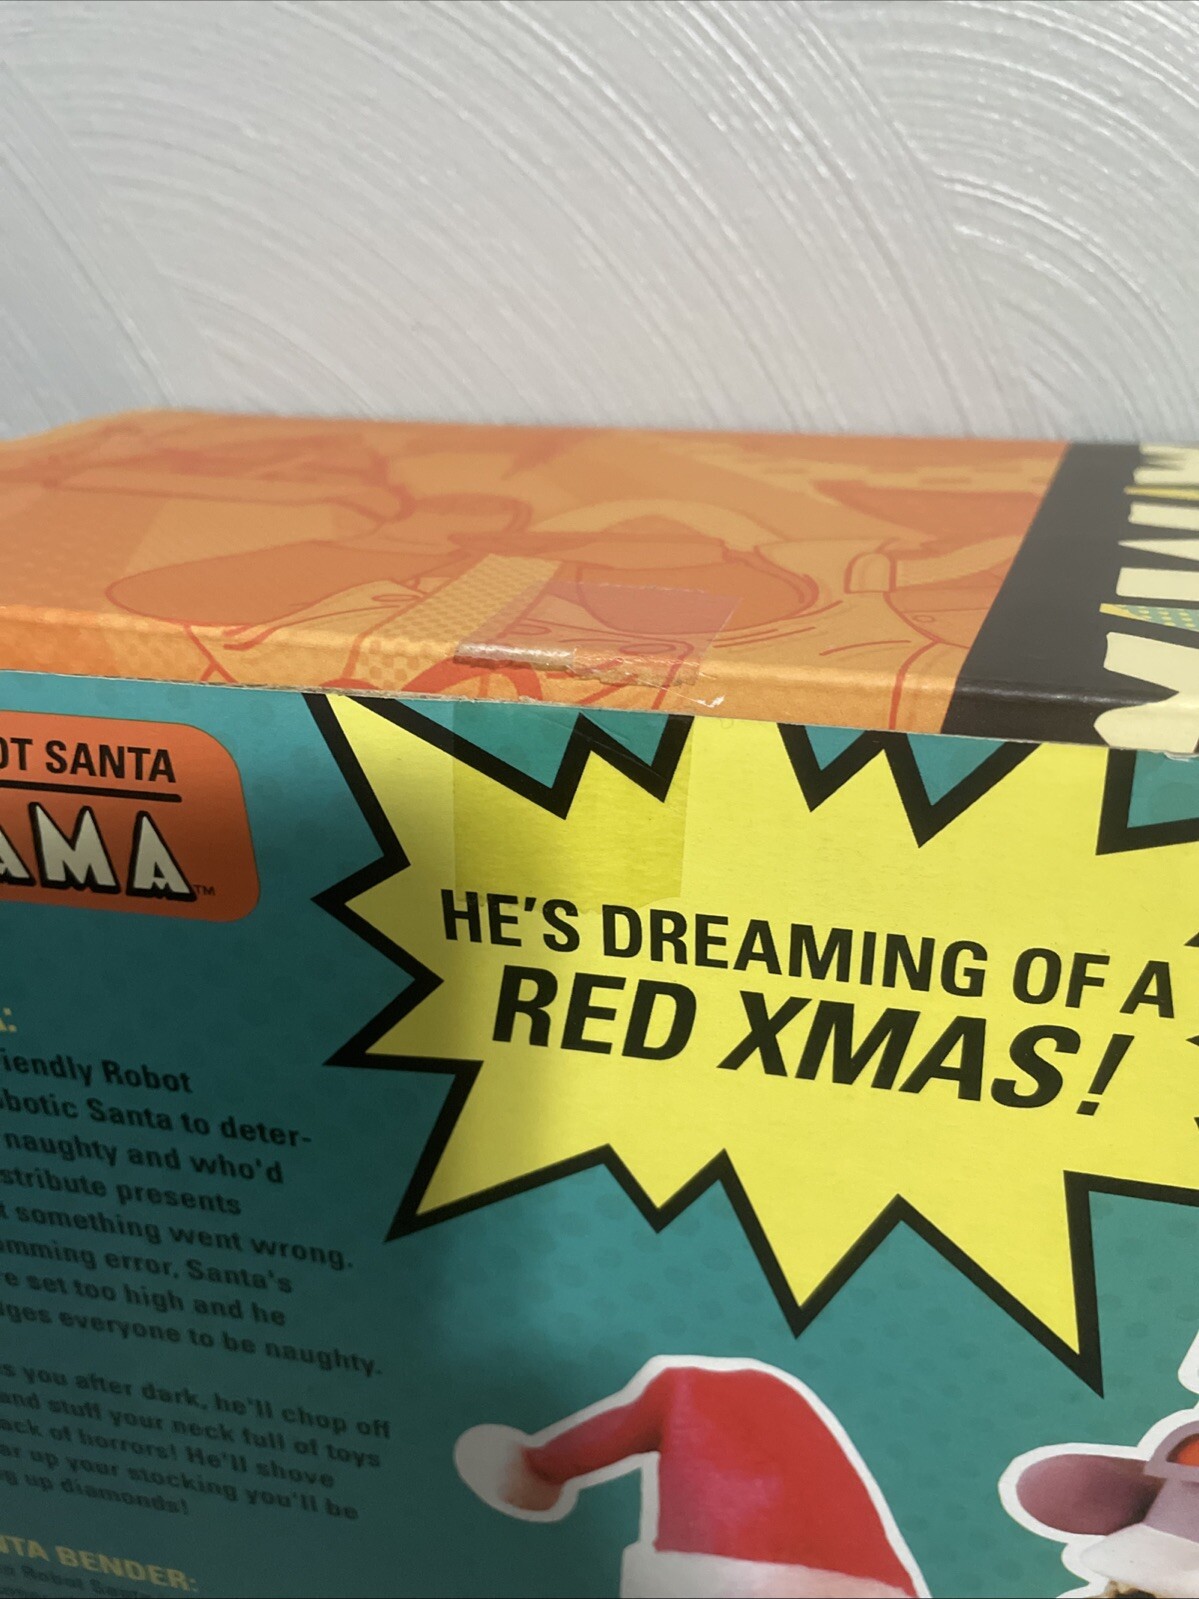 OT SANTA
AMA™
HE'S DREAMING OF A
RED XMAS!
:
iendly Robot
botic Santa to deter-
naughty and who'd
stribute presents
t something went wrong.
mming error, Santa's
e set too high and he
ges everyone to be naughty.
s you after dark, he'll chop off
and stuff your neck full of toys
ack of horrors! He'll shove
ar up your stocking you'll be
g up diamonds!
NTA BENDER:
n Robot Santa